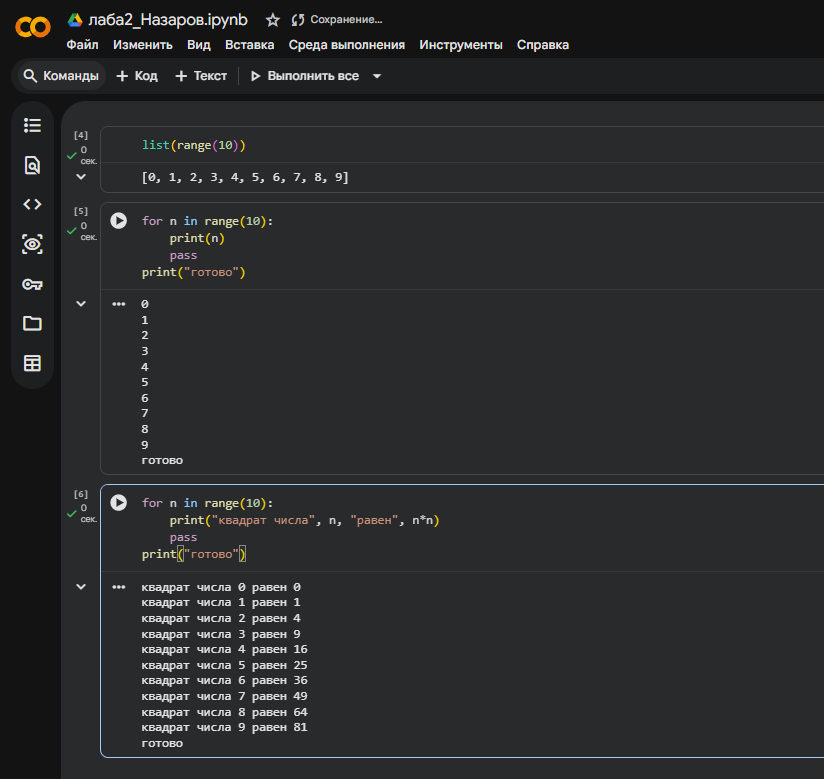 лаба2_Назаров.ipynb Сохранение...
Файл Изменить Вид Вставка Среда выполнения Инструменты Справка
Команды + Код + Текст Выполнить все
[4]
0
сек.
list(range(10))
[0, 1, 2, 3, 4, 5, 6, 7, 8, 9]
[5]
0
сек.
for n in range(10):
    print(n)
    pass
print("готово")
0
1
2
3
4
5
6
7
8
9
готово
[6]
0
сек.
for n in range(10):
    print("квадрат числа", n, "равен", n*n)
    pass
print("готово")
квадрат числа 0 равен 0
квадрат числа 1 равен 1
квадрат числа 2 равен 4
квадрат числа 3 равен 9
квадрат числа 4 равен 16
квадрат числа 5 равен 25
квадрат числа 6 равен 36
квадрат числа 7 равен 49
квадрат числа 8 равен 64
квадрат числа 9 равен 81
готово